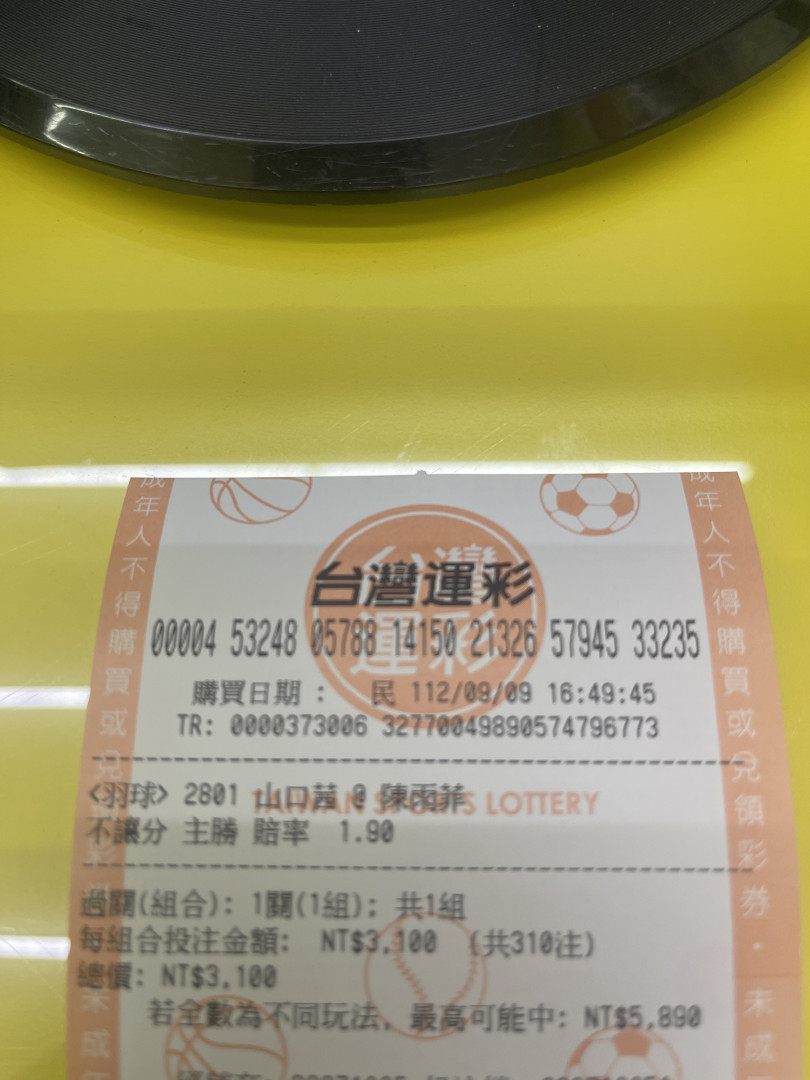 台灣運彩
00004 53248 05788 14150 21326 57945 33235
購買日期： 民 112/09/09 16:49:45
TR: 0000373006 32770049890574796773
<羽球> 2801 山口茜 @ 陳雨菲
TAIWAN SPORTS LOTTERY
不讓分 主勝 賠率 1.90
過關(組合): 1關(1組); 共1組
每組合投注金額: NT$3,100 (共310注)
總價: NT$3,100
若全數為不同玩法, 最高可能中: NT$5,890
成年人不得購買或兌
未成年
成年人不得購買或兌領彩券。未成
台灣運彩